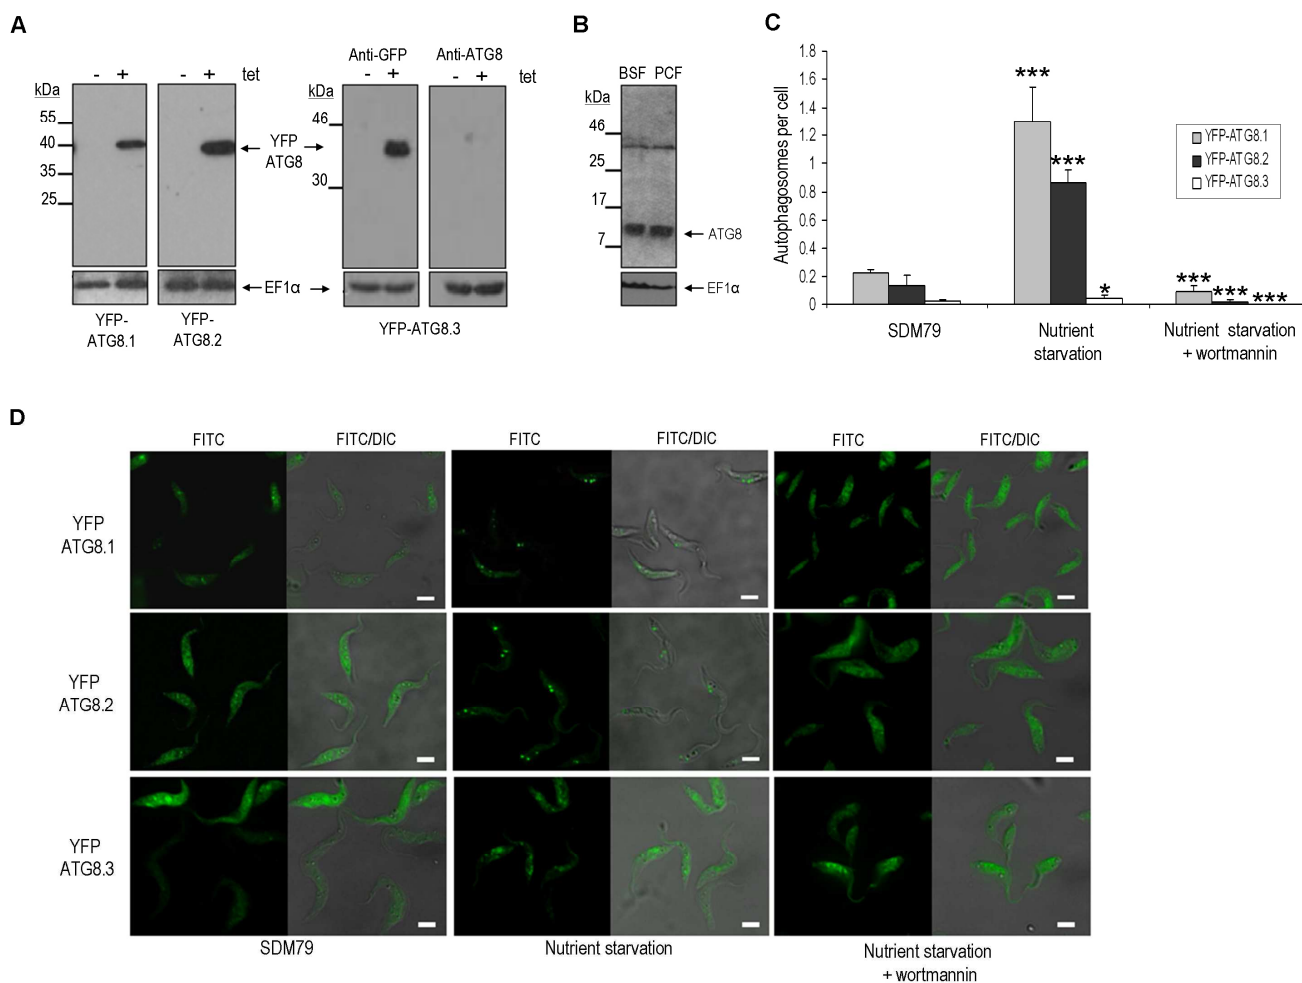 A
B
C
Anti-GFP
Anti-ATG8
- + - + tet
- + - + tet
kDa
55
40
35
25
YFP
ATG8
kDa
46
30
EF1α
YFP-
ATG8.1
YFP-
ATG8.2
YFP-ATG8.3
BSF PCF
kDa
46
25
17
7
ATG8
EF1α
Autophagosomes per cell
1.8
1.6
1.4
1.2
1
0.8
0.6
0.4
0.2
0
***
***
*
***
***
***
YFP-ATG8.1
YFP-ATG8.2
YFP-ATG8.3
SDM79
Nutrient
starvation
Nutrient starvation
+ wortmannin
D
FITC FITC/DIC FITC FITC/DIC FITC FITC/DIC
YFP
ATG8.1
YFP
ATG8.2
YFP
ATG8.3
SDM79
Nutrient starvation
Nutrient starvation
+ wortmannin